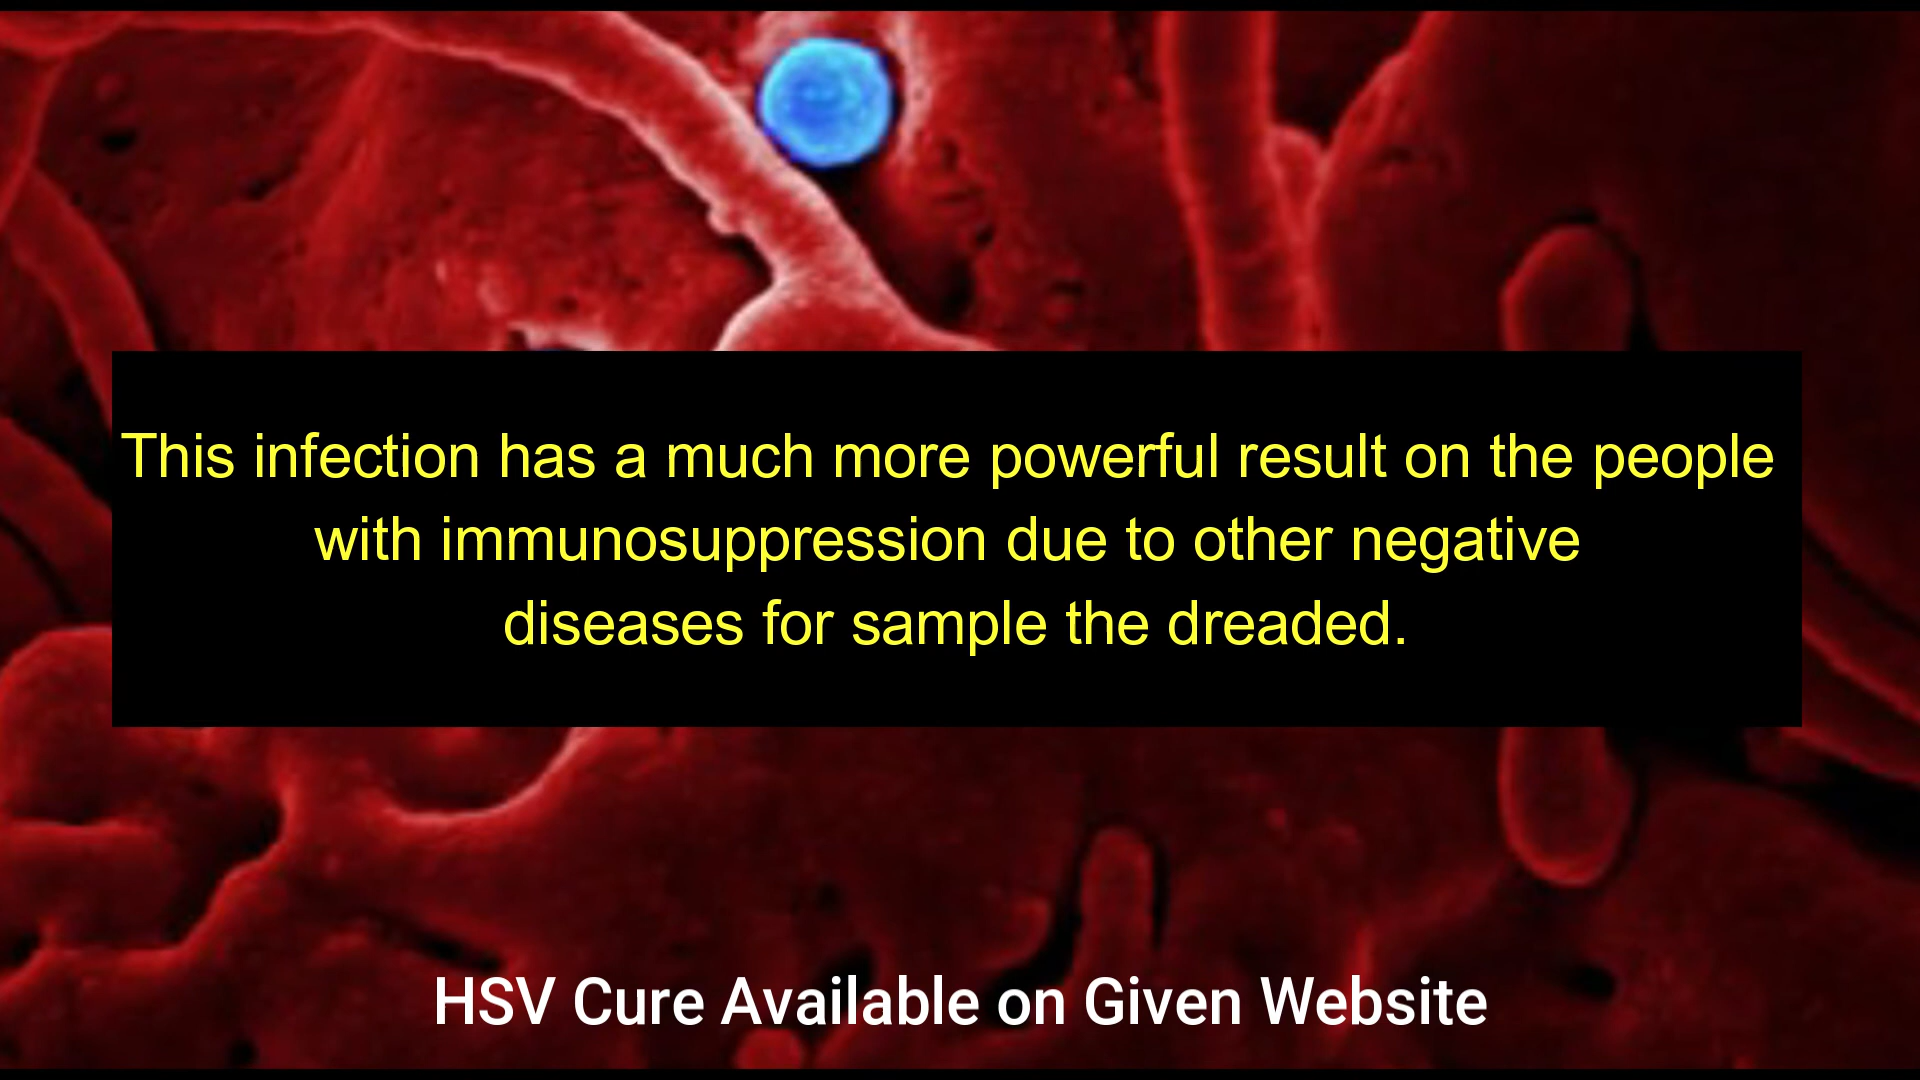 This infection has a much more powerful result on the people
with immunosuppression due to other negative
diseases for sample the dreaded.
HSV Cure Available on Given Website